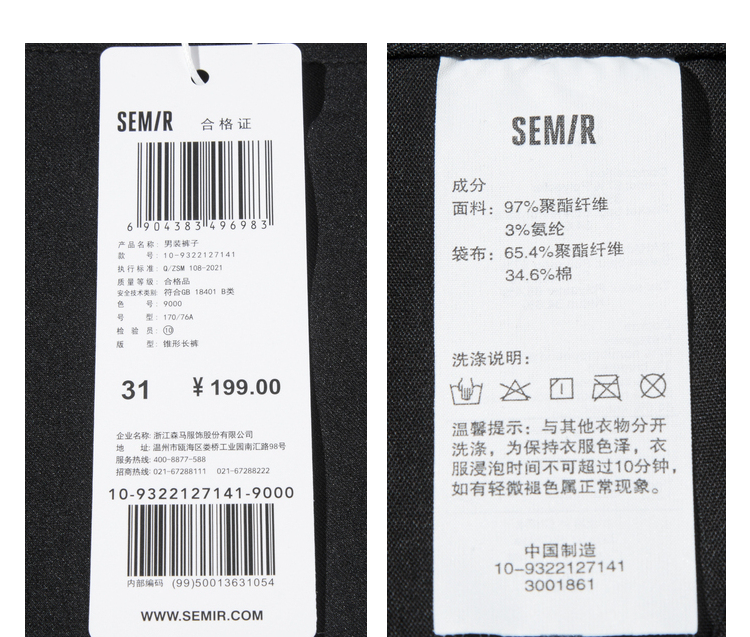 SEMIR 合格证
6 904383 496983
产品名称: 男装裤子
款 号: 10-9322127141
执行标准: Q/ZSM 108-2021
质量等级: 合格品
安全技术类别: 符合GB 18401 B类
色 号: 9000
号 型: 170/76A
检 验 员: ⑩
版 型: 锥形长裤
31 ¥199.00
企业名称: 浙江森马服饰股份有限公司
地 址: 温州市瓯海区娄桥工业园南汇路98号
服务热线: 400-8877-588
招商热线: 021-67288111 021-67288222
10-9322127141-9000
内部编码 (99)50013631054
WWW.SEMIR.COM
SEMIR
成分
面料: 97%聚酯纤维
3%氨纶
袋布: 65.4%聚酯纤维
34.6%棉
洗涤说明:
温馨提示: 与其他衣物分开
洗涤，为保持衣服色泽，衣
服浸泡时间不可超过10分钟，
如有轻微褪色属正常现象。
中国制造
10-9322127141
3001861